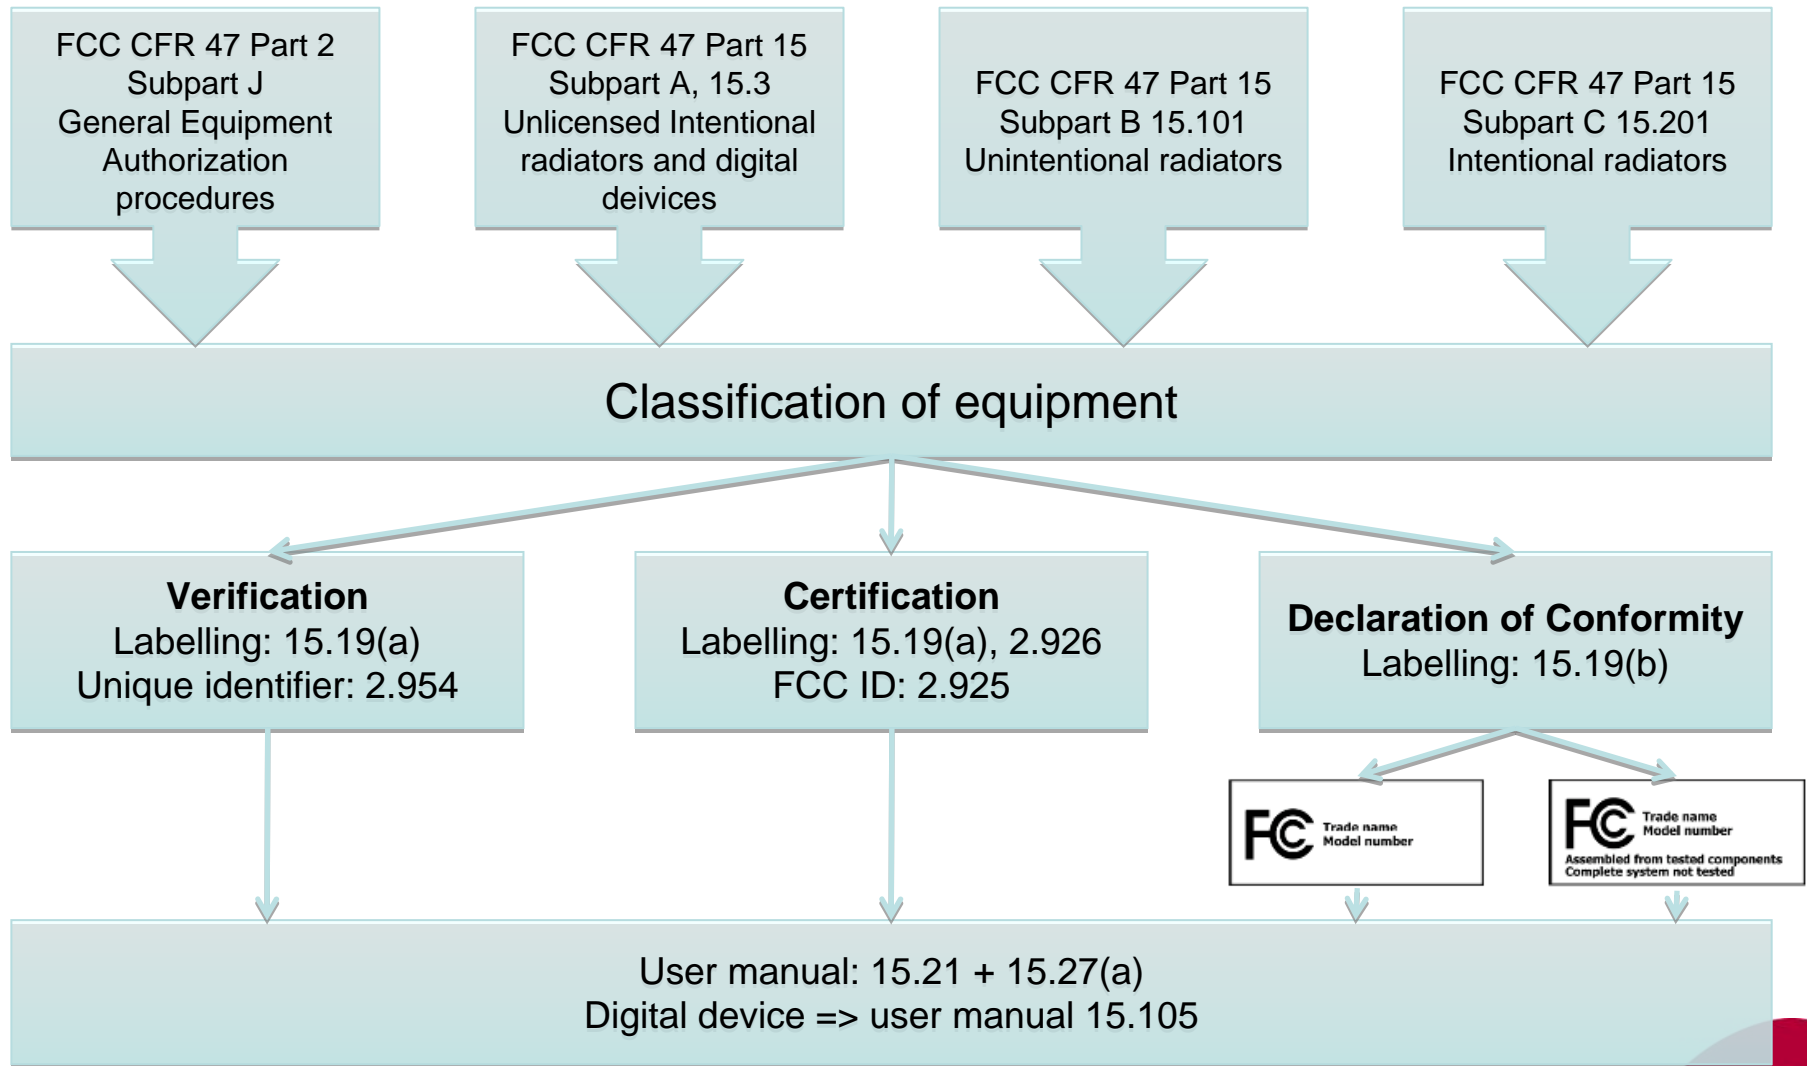 FCC CFR 47 Part 2
Subpart J
General Equipment
Authorization
procedures
FCC CFR 47 Part 15
Subpart A, 15.3
Unlicensed Intentional
radiators and digital
deivices
FCC CFR 47 Part 15
Subpart B 15.101
Unintentional radiators
FCC CFR 47 Part 15
Subpart C 15.201
Intentional radiators
Classification of equipment
Verification
Labelling: 15.19(a)
Unique identifier: 2.954
Certification
Labelling: 15.19(a), 2.926
FCC ID: 2.925
Declaration of Conformity
Labelling: 15.19(b)
FCC
Trade name
Model number
FCC
Trade name
Model number
Assembled from tested components
Complete system not tested
User manual: 15.21 + 15.27(a)
Digital device => user manual 15.105